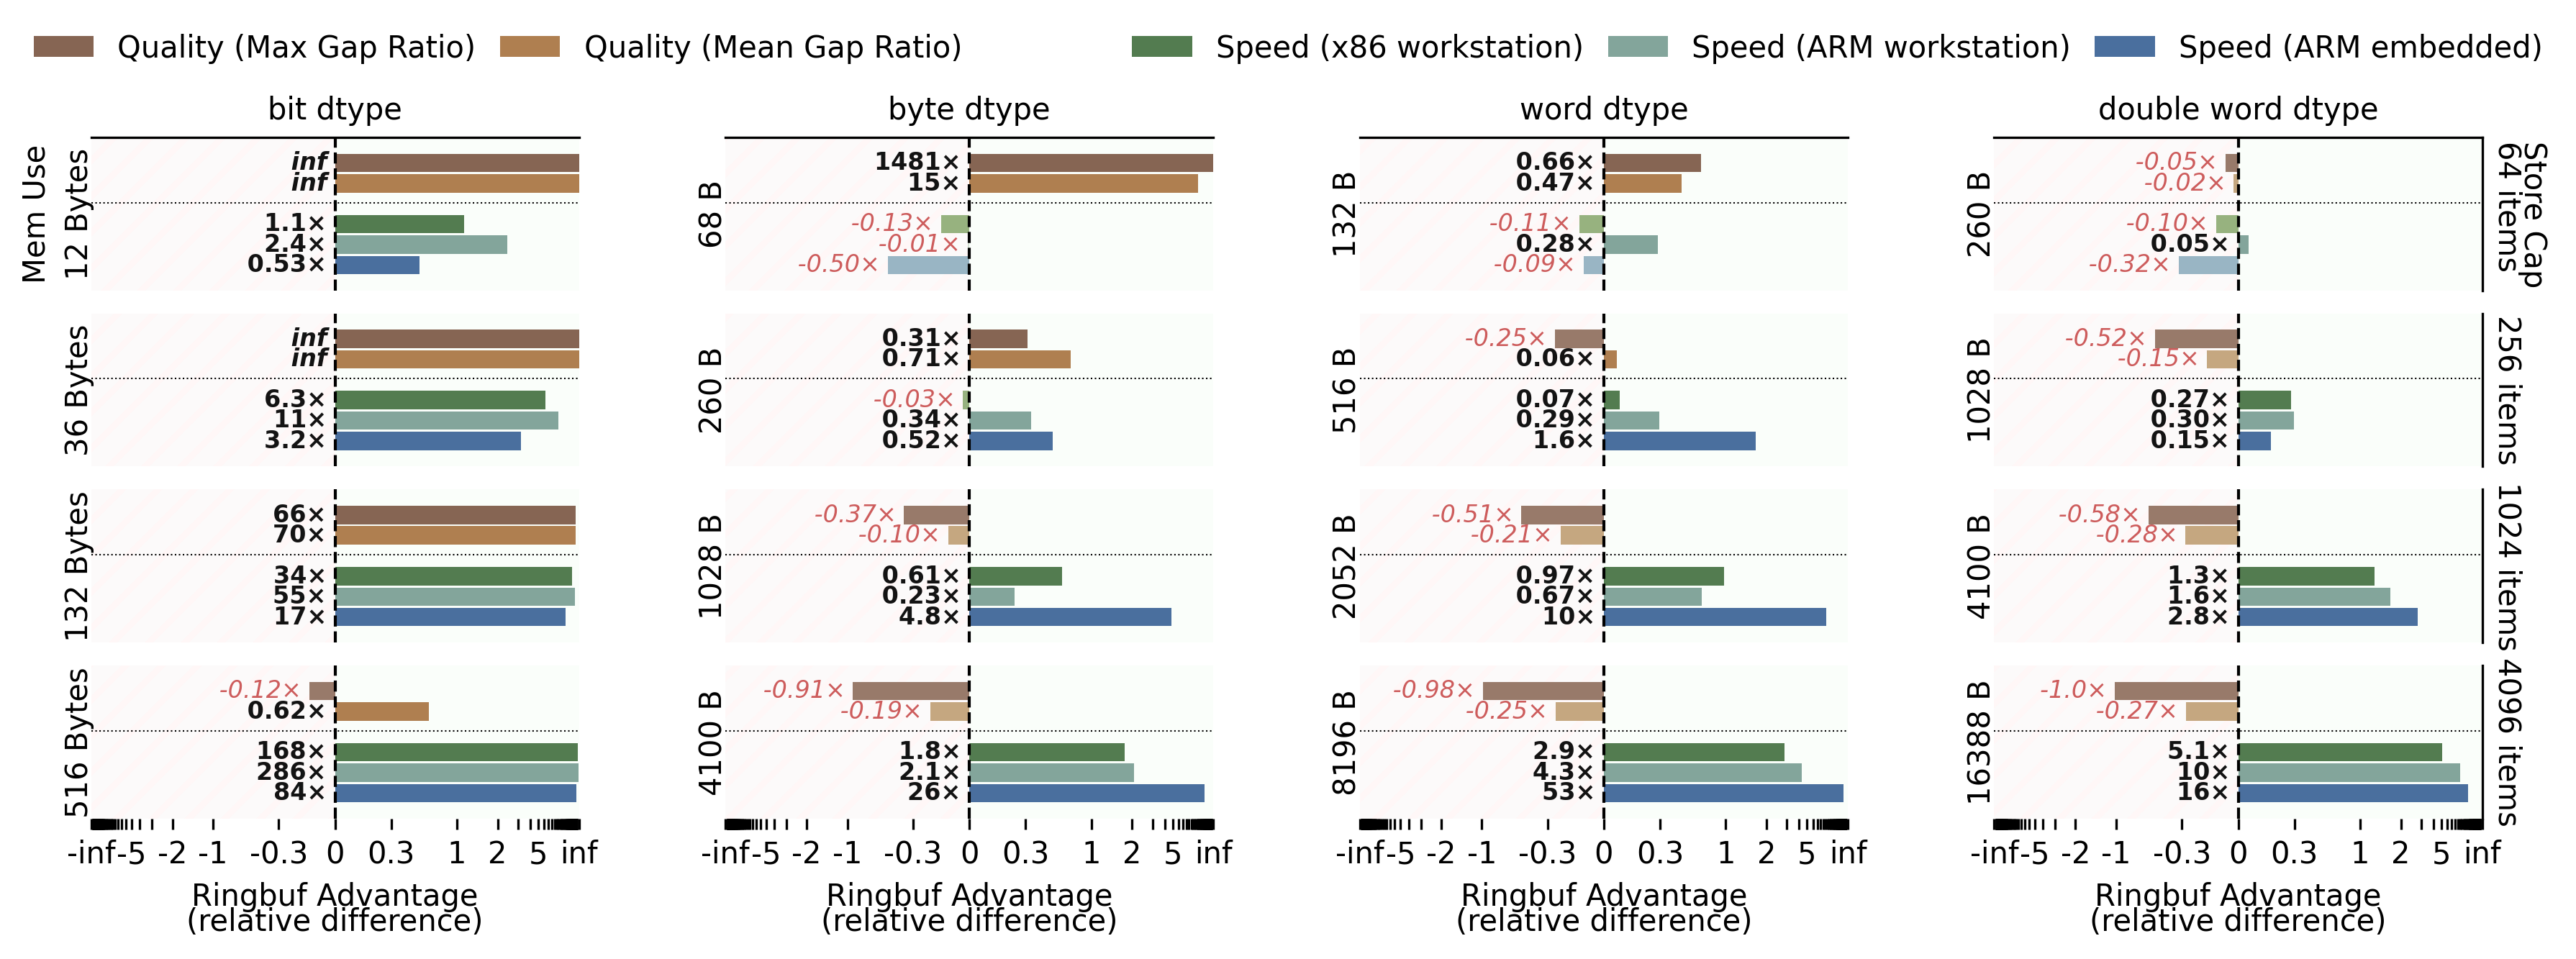 Quality (Max Gap Ratio) Quality (Mean Gap Ratio) Speed (x86 workstation) Speed (ARM workstation) Speed (ARM embedded)
bit dtype byte dtype word dtype double word dtype
Mem Use
12 Bytes
inf
inf
1.1×
2.4×
0.53×
68 B
1481×
15×
-0.13×
-0.01×
-0.50×
132 B
0.66×
0.47×
-0.11×
0.28×
-0.09×
260 B
-0.05×
-0.02×
-0.10×
0.05×
-0.32×
Store Cap
64 items
36 Bytes
inf
inf
6.3×
11×
3.2×
260 B
0.31×
0.71×
-0.03×
0.34×
0.52×
516 B
-0.25×
0.06×
0.07×
0.29×
1.6×
1028 B
-0.52×
-0.15×
0.27×
0.30×
0.15×
256 items
132 Bytes
66×
70×
34×
55×
17×
1028 B
-0.37×
-0.10×
0.61×
0.23×
4.8×
2052 B
-0.51×
-0.21×
0.97×
0.67×
10×
4100 B
-0.58×
-0.28×
1.3×
1.6×
2.8×
1024 items
516 Bytes
-0.12×
0.62×
168×
286×
84×
4100 B
-0.91×
-0.19×
1.8×
2.1×
26×
8196 B
-0.98×
-0.25×
2.9×
4.3×
53×
16388 B
-1.0×
-0.27×
5.1×
10×
16×
4096 items
-inf -5 -2 -1 -0.3 0 0.3 1 2 5 inf
Ringbuf Advantage
(relative difference)
-inf -5 -2 -1 -0.3 0 0.3 1 2 5 inf
Ringbuf Advantage
(relative difference)
-inf -5 -2 -1 -0.3 0 0.3 1 2 5 inf
Ringbuf Advantage
(relative difference)
-inf -5 -2 -1 -0.3 0 0.3 1 2 5 inf
Ringbuf Advantage
(relative difference)